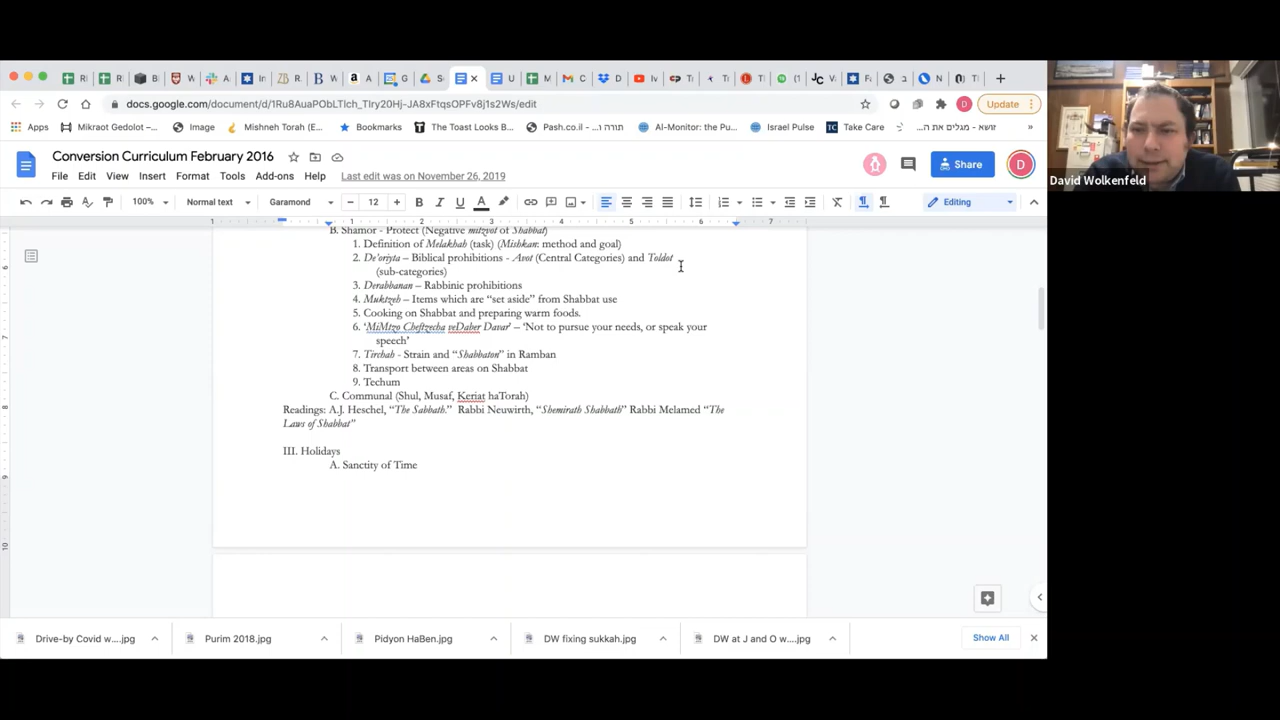 docs.google.com/document/d/1Ru8AuaPObLTlch_TIry20Hj-JA8xFtqsOPFv8j1s2Ws/edit
Update
Apps
Mikraot Gedolot –...
Image
Mishneh Torah (E...
Bookmarks
The Toast Looks B...
Pash.co.il – ...תורה ו
AI-Monitor: the Pu...
Israel Pulse
Take Care
זושא – מגלים את ה...
Conversion Curriculum February 2016
File Edit View Insert Format Tools Add-ons Help Last edit was on November 26, 2019
Share
D
100% Normal text Garamond 12 B I U A Editing
B. Shamor - Protect (Negative mitzvot of Shabbat)
1. Definition of Melakhah (task) (Mishkan: method and goal)
2. De'oriyta – Biblical prohibitions - Avot (Central Categories) and Toldot
(sub-categories)
3. Derabbanan – Rabbinic prohibitions
4. Muktzeh – Items which are “set aside” from Shabbat use
5. Cooking on Shabbat and preparing warm foods.
6. ‘MiMtzo Cheftzecha veDaber Davar’ – ‘Not to pursue your needs, or speak your
speech’
7. Tirchah - Strain and “Shabbaton” in Ramban
8. Transport between areas on Shabbat
9. Techum
C. Communal (Shul, Musaf, Keriat haTorah)
Readings: A.J. Heschel, “The Sabbath.” Rabbi Neuwirth, “Shemirath Shabbath” Rabbi Melamed “The
Laws of Shabbat”
III. Holidays
A. Sanctity of Time
Drive-by Covid w....jpg
Purim 2018.jpg
Pidyon HaBen.jpg
DW fixing sukkah.jpg
DW at J and O w....jpg
Show All
David Wolkenfeld